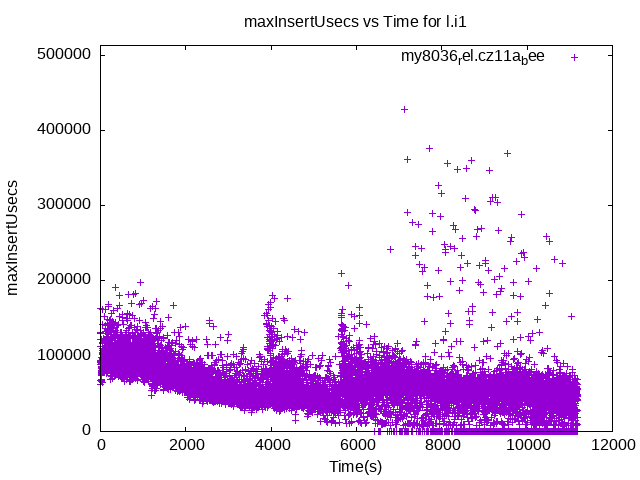 maxInsertUsecs vs Time for l.i1
my8036rel.cz11abee
maxInsertUsecs
500000
400000
300000
200000
100000
0
0 2000 4000 6000 8000 10000 12000
Time(s)